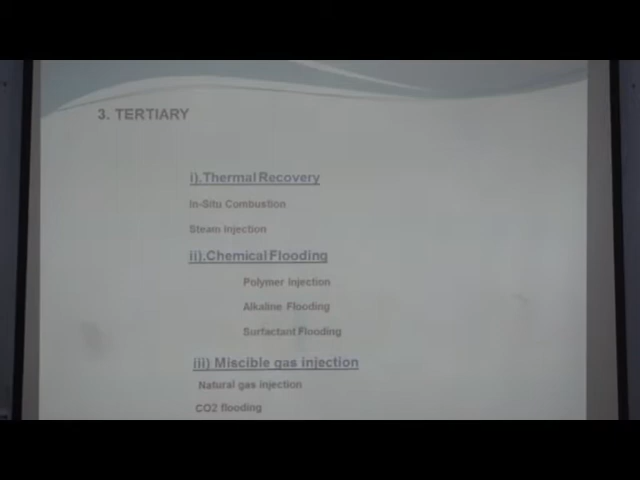 3. TERTIARY
i).Thermal Recovery
In-Situ Combustion
Steam Injection
ii).Chemical Flooding
Polymer Injection
Alkaline Flooding
Surfactant Flooding
iii) Miscible gas injection
Natural gas injection
CO2 flooding